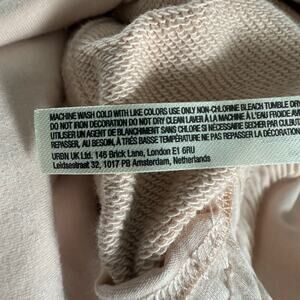 MACHINE WASH COLD WITH LIKE COLORS USE ONLY NON-CHLORINE BLEACH TUMBLE DRY
DO NOT IRON DECORATION DO NOT DRY CLEAN LAVER À LA MACHINE À L'EAU FROIDE AVEC
UTILISER UN AGENT DE BLANCHIMENT SANS CHLORE SI NÉCESSAIRE SÉCHER PAR CULBUT
REPASSER, AU BESOIN, À TRÈS BASSE TEMPÉRATURE NE PAS REPASSER LA DÉCORATION
URBN UK Ltd. 146 Brick Lane, London E1 6RU
Leidsestraat 32, 1017 PB Amsterdam, Netherlands